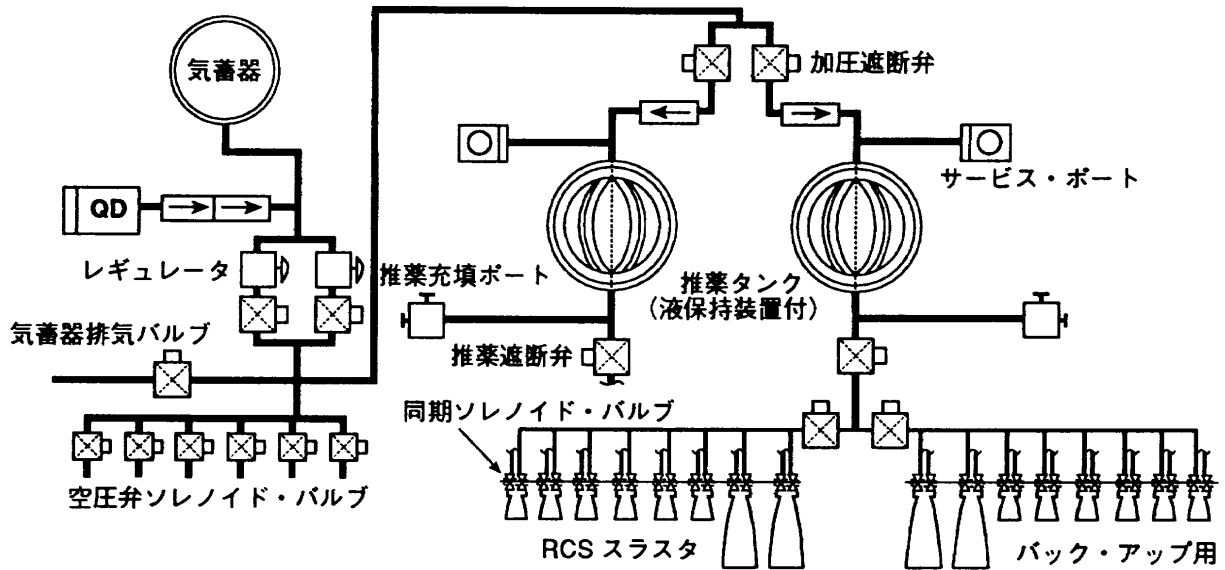 気蓄器
加圧遮断弁
QD
サービス・ポート
レギュレータ
推薬充填ポート
推薬タンク
(液保持装置付)
気蓄器排気バルブ
推薬遮断弁
同期ソレノイド・バルブ
空圧弁ソレノイド・バルブ
RCS スラスタ
バック・アップ用